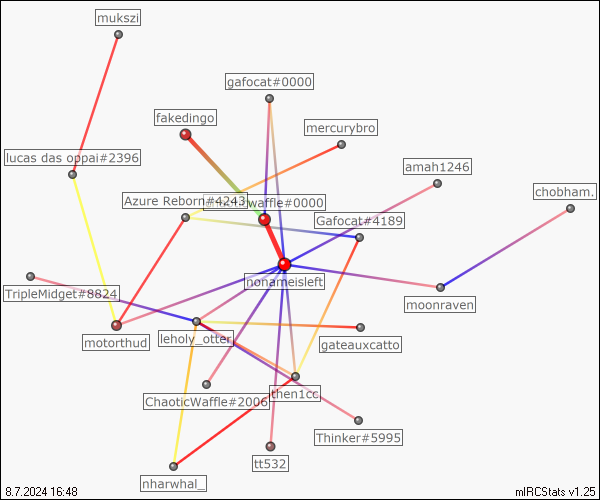 mukszi
gafocat#0000
fakedingo
mercurybro
lucas das oppai#2396
amah1246
chobham.
Azure Reborn#4243
waffle#0000
Gafocat#4189
nonameisleft
TripleMidget#8824
moonraven
motorthud
leholy_otter
gateauxcatto
then1cc
ChaoticWaffle#2006
Thinker#5995
tt532
nharwhal_
8.7.2024 16:48
mIRCStats v1.25